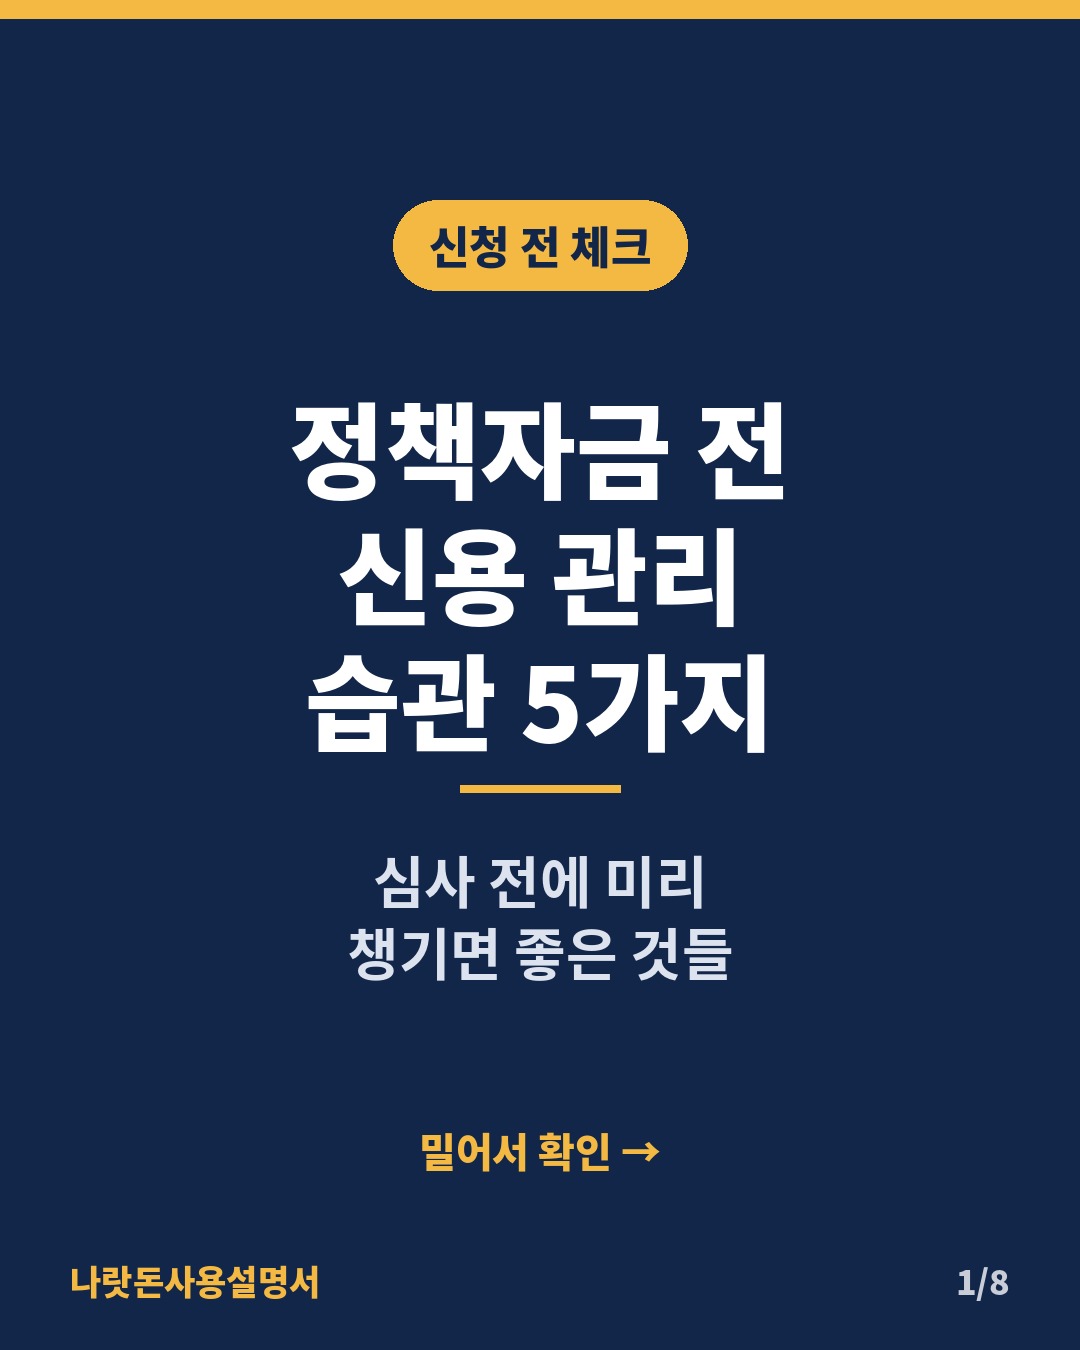 신청 전 체크
정책자금 전
신용 관리
습관 5가지
심사 전에 미리
챙기면 좋은 것들
밀어서 확인 →
나랏돈사용설명서
1/8